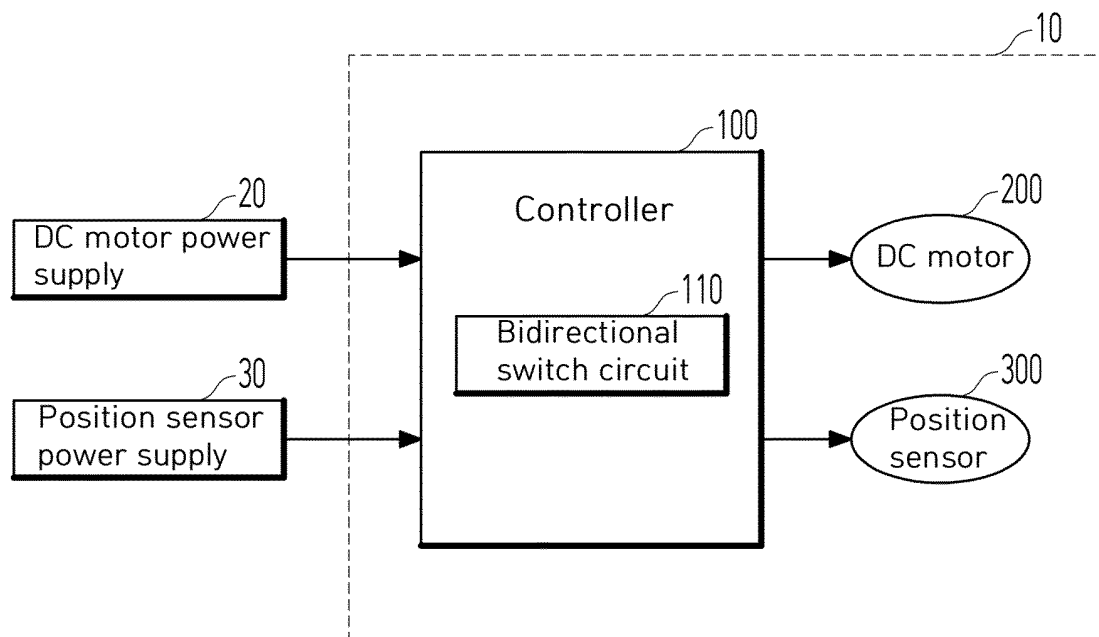 10
100
Controller
20
DC motor power
supply
200
DC motor
110
Bidirectional
switch circuit
30
Position sensor
power supply
300
Position
sensor